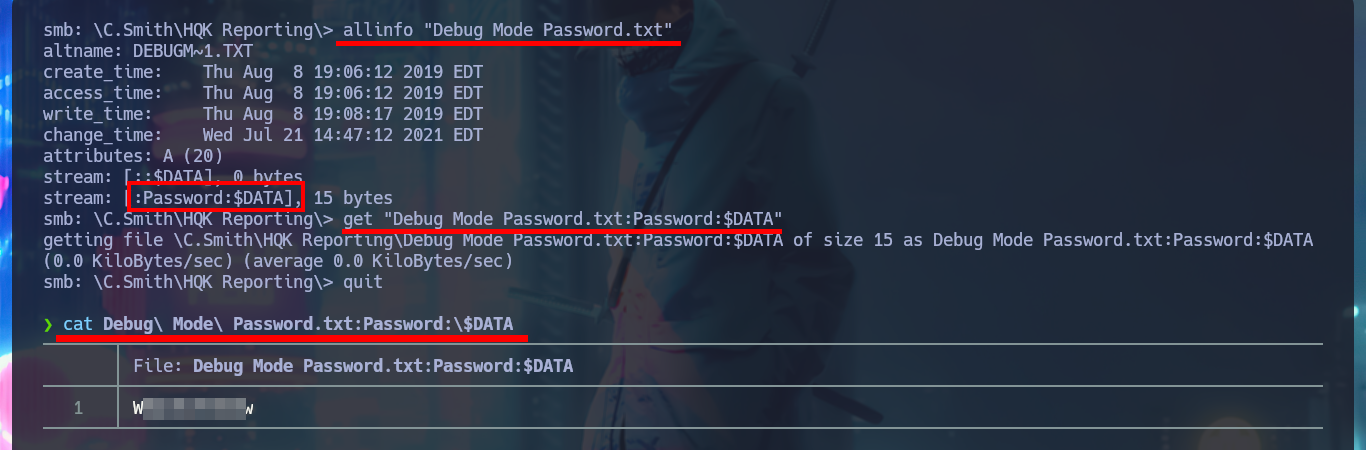 smb: \C.Smith\HQK Reporting\> allinfo "Debug Mode Password.txt"
altname: DEBUGM~1.TXT
create_time:    Thu Aug  8 19:06:12 2019 EDT
access_time:    Thu Aug  8 19:06:12 2019 EDT
write_time:     Thu Aug  8 19:08:17 2019 EDT
change_time:    Wed Jul 21 14:47:12 2021 EDT
attributes: A (20)
stream: [::$DATA], 0 bytes
stream: [:Password:$DATA], 15 bytes
smb: \C.Smith\HQK Reporting\> get "Debug Mode Password.txt:Password:$DATA"
getting file \C.Smith\HQK Reporting\Debug Mode Password.txt:Password:$DATA of size 15 as Debug Mode Password.txt:Password:$DATA
(0.0 KiloBytes/sec) (average 0.0 KiloBytes/sec)
smb: \C.Smith\HQK Reporting\> quit
❯ cat Debug\ Mode\ Password.txt:Password:\$DATA
File: Debug Mode Password.txt:Password:$DATA
1